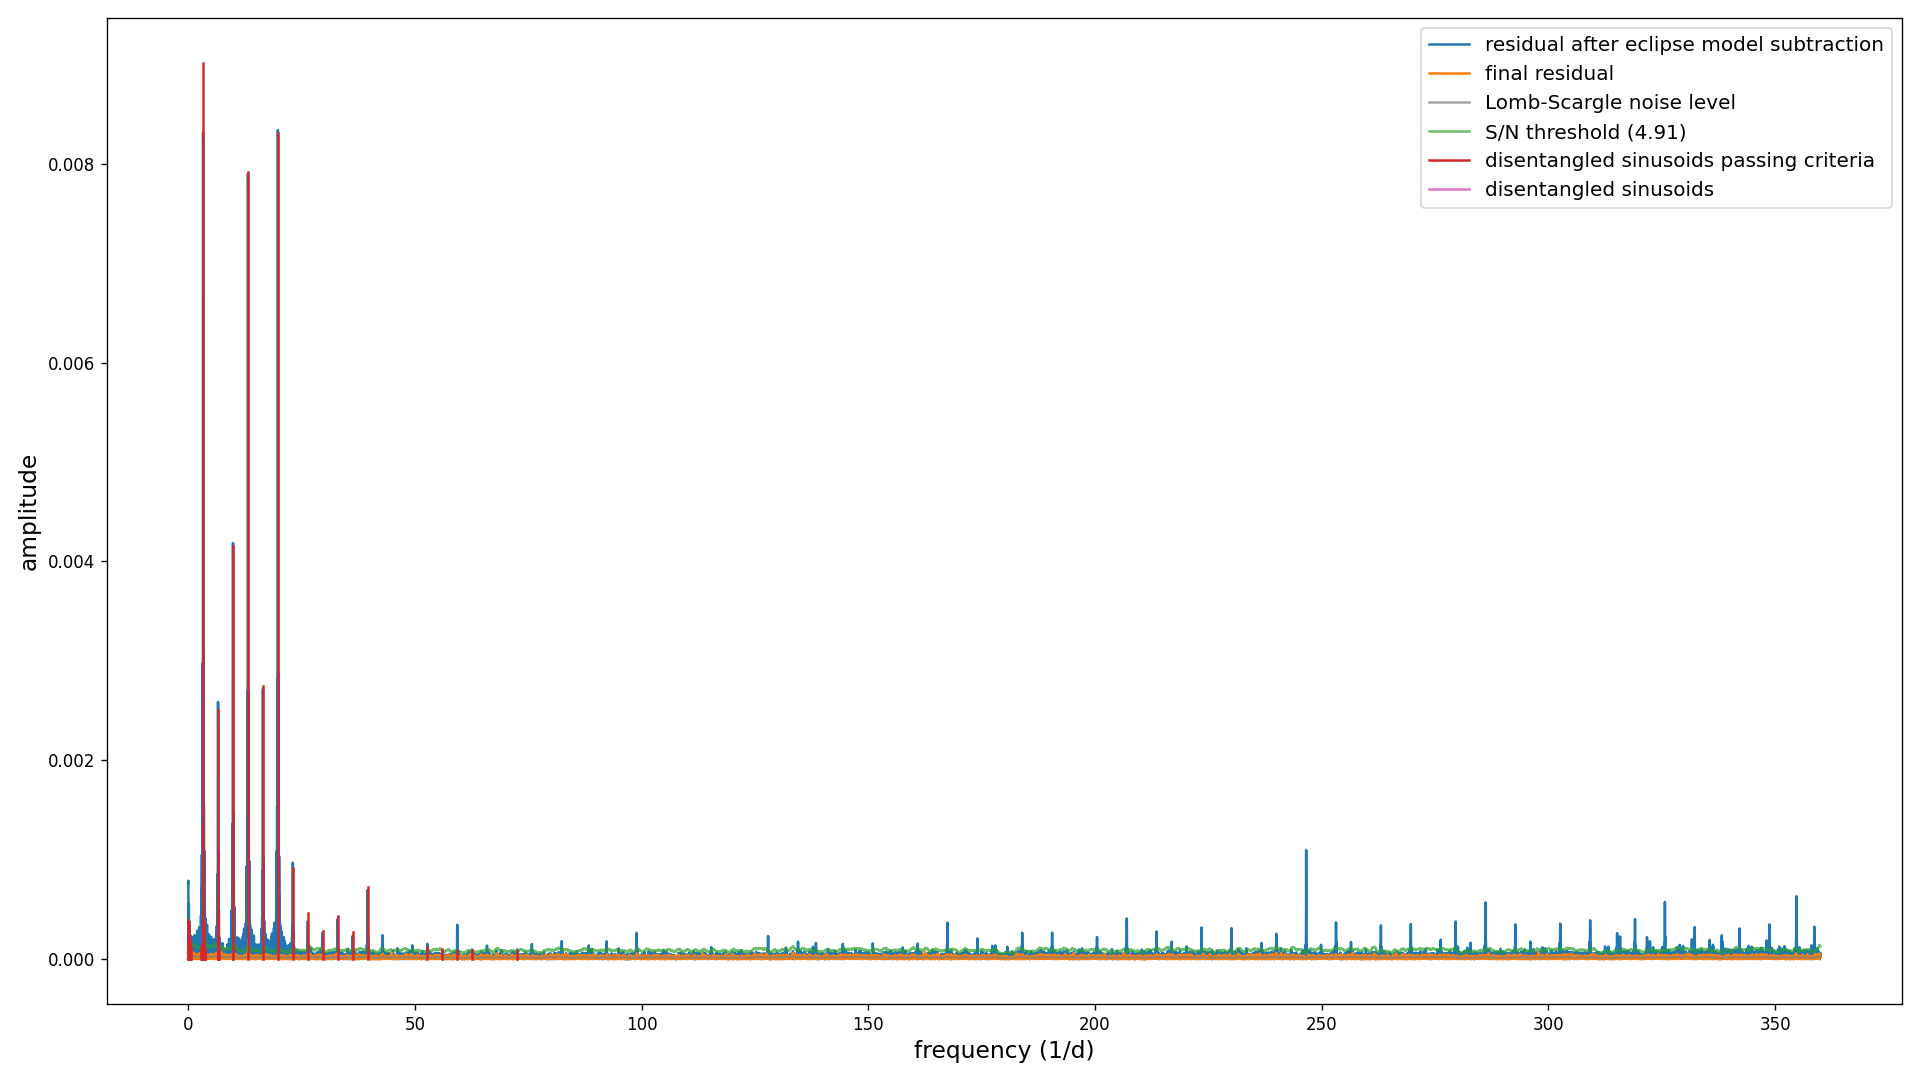 residual after eclipse model subtraction
final residual
Lomb-Scargle noise level
S/N threshold (4.91)
disentangled sinusoids passing criteria
disentangled sinusoids
0.008
0.006
0.004
0.002
0.000
amplitude
0 50 100 150 200 250 300 350
frequency (1/d)